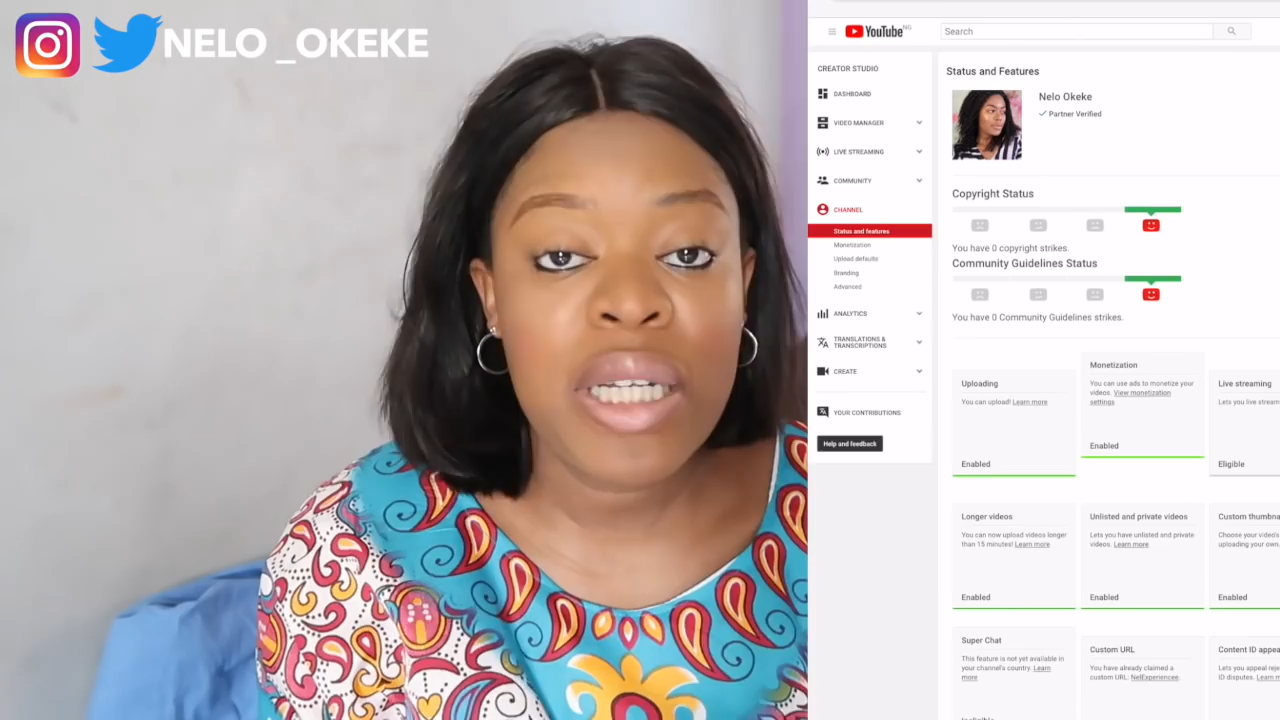 NELO _OKEKE
YouTube NG
Search
CREATOR STUDIO
DASHBOARD
VIDEO MANAGER
LIVE STREAMING
COMMUNITY
CHANNEL
Status and features
Monetization
Upload defaults
Branding
Advanced
ANALYTICS
TRANSLATIONS &
TRANSCRIPTIONS
CREATE
YOUR CONTRIBUTIONS
Help and feedback
Status and Features
Nelo Okeke
Partner Verified
Copyright Status
You have 0 copyright strikes.
Community Guidelines Status
You have 0 Community Guidelines strikes.
Uploading
You can upload! Learn more
Enabled
Monetization
You can use ads to monetize your
videos. View monetization
settings
Enabled
Live streaming
Lets you live stream
Eligible
Longer videos
You can now upload videos longer
than 15 minutes! Learn more
Enabled
Unlisted and private videos
Lets you have unlisted and private
videos. Learn more
Enabled
Custom thumbna
Choose your video's
uploading your own.
Enabled
Super Chat
This feature is not yet available in
your channel's country. Learn
more
Custom URL
You have already claimed a
custom URL: NelExperiencee.
Content ID appea
Lets you appeal reje
ID disputes. Learn m